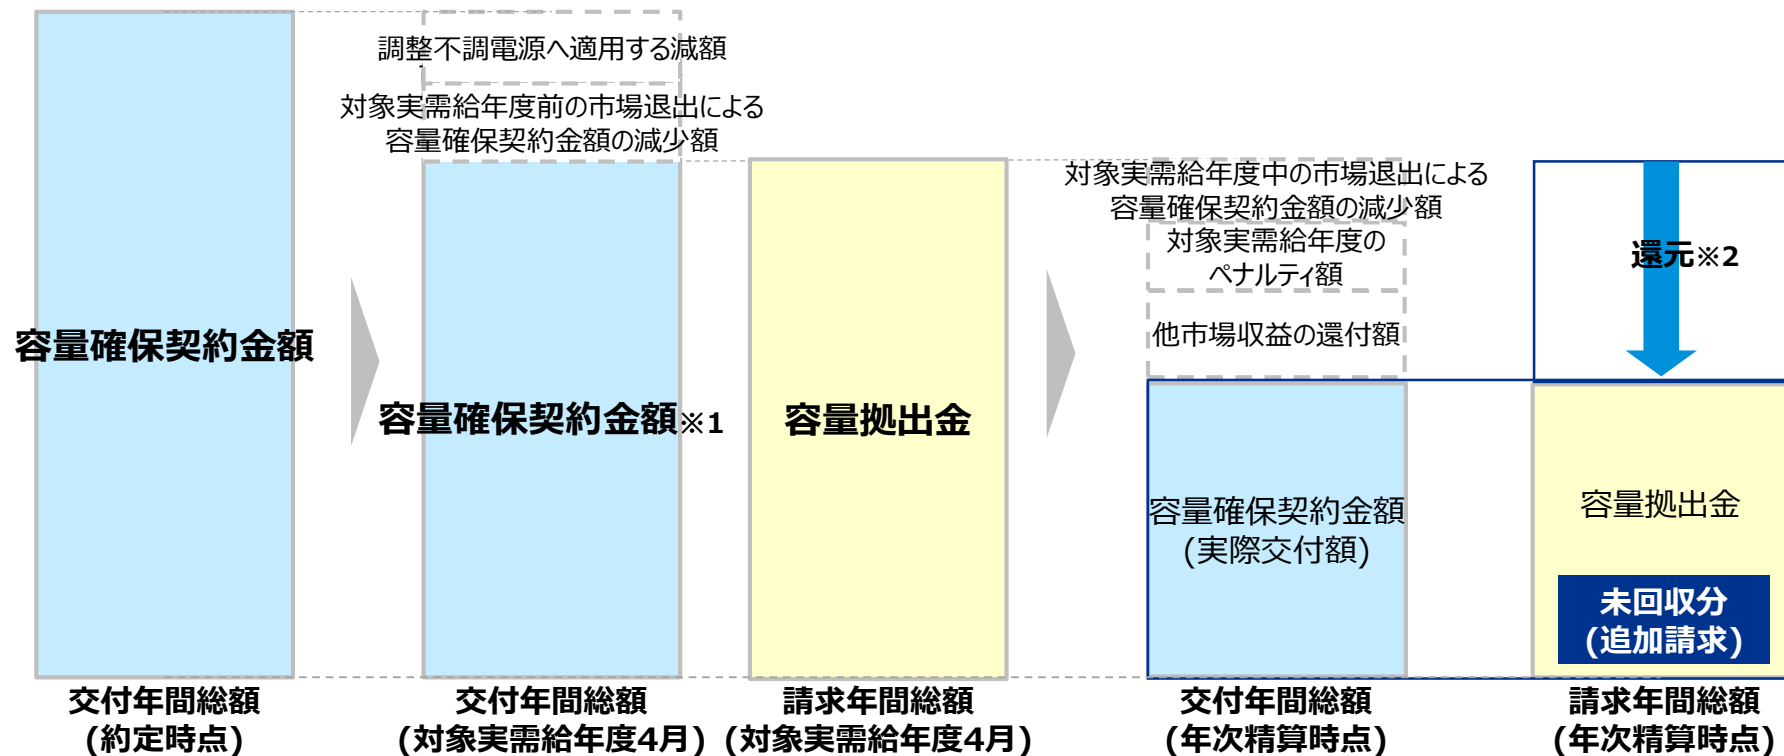 調整不調電源へ適用する減額
対象実需給年度前の市場退出による
容量確保契約金額の減少額
対象実需給年度中の市場退出による
容量確保契約金額の減少額
対象実需給年度の
ペナルティ額
他市場収益の還付額
還元※2
容量確保契約金額
容量確保契約金額※1
容量拠出金
容量確保契約金額
(実際交付額)
容量拠出金
未回収分
(追加請求)
交付年間総額
(約定時点)
交付年間総額
(対象実需給年度4月)
請求年間総額
(対象実需給年度4月)
交付年間総額
(年次精算時点)
請求年間総額
(年次精算時点)